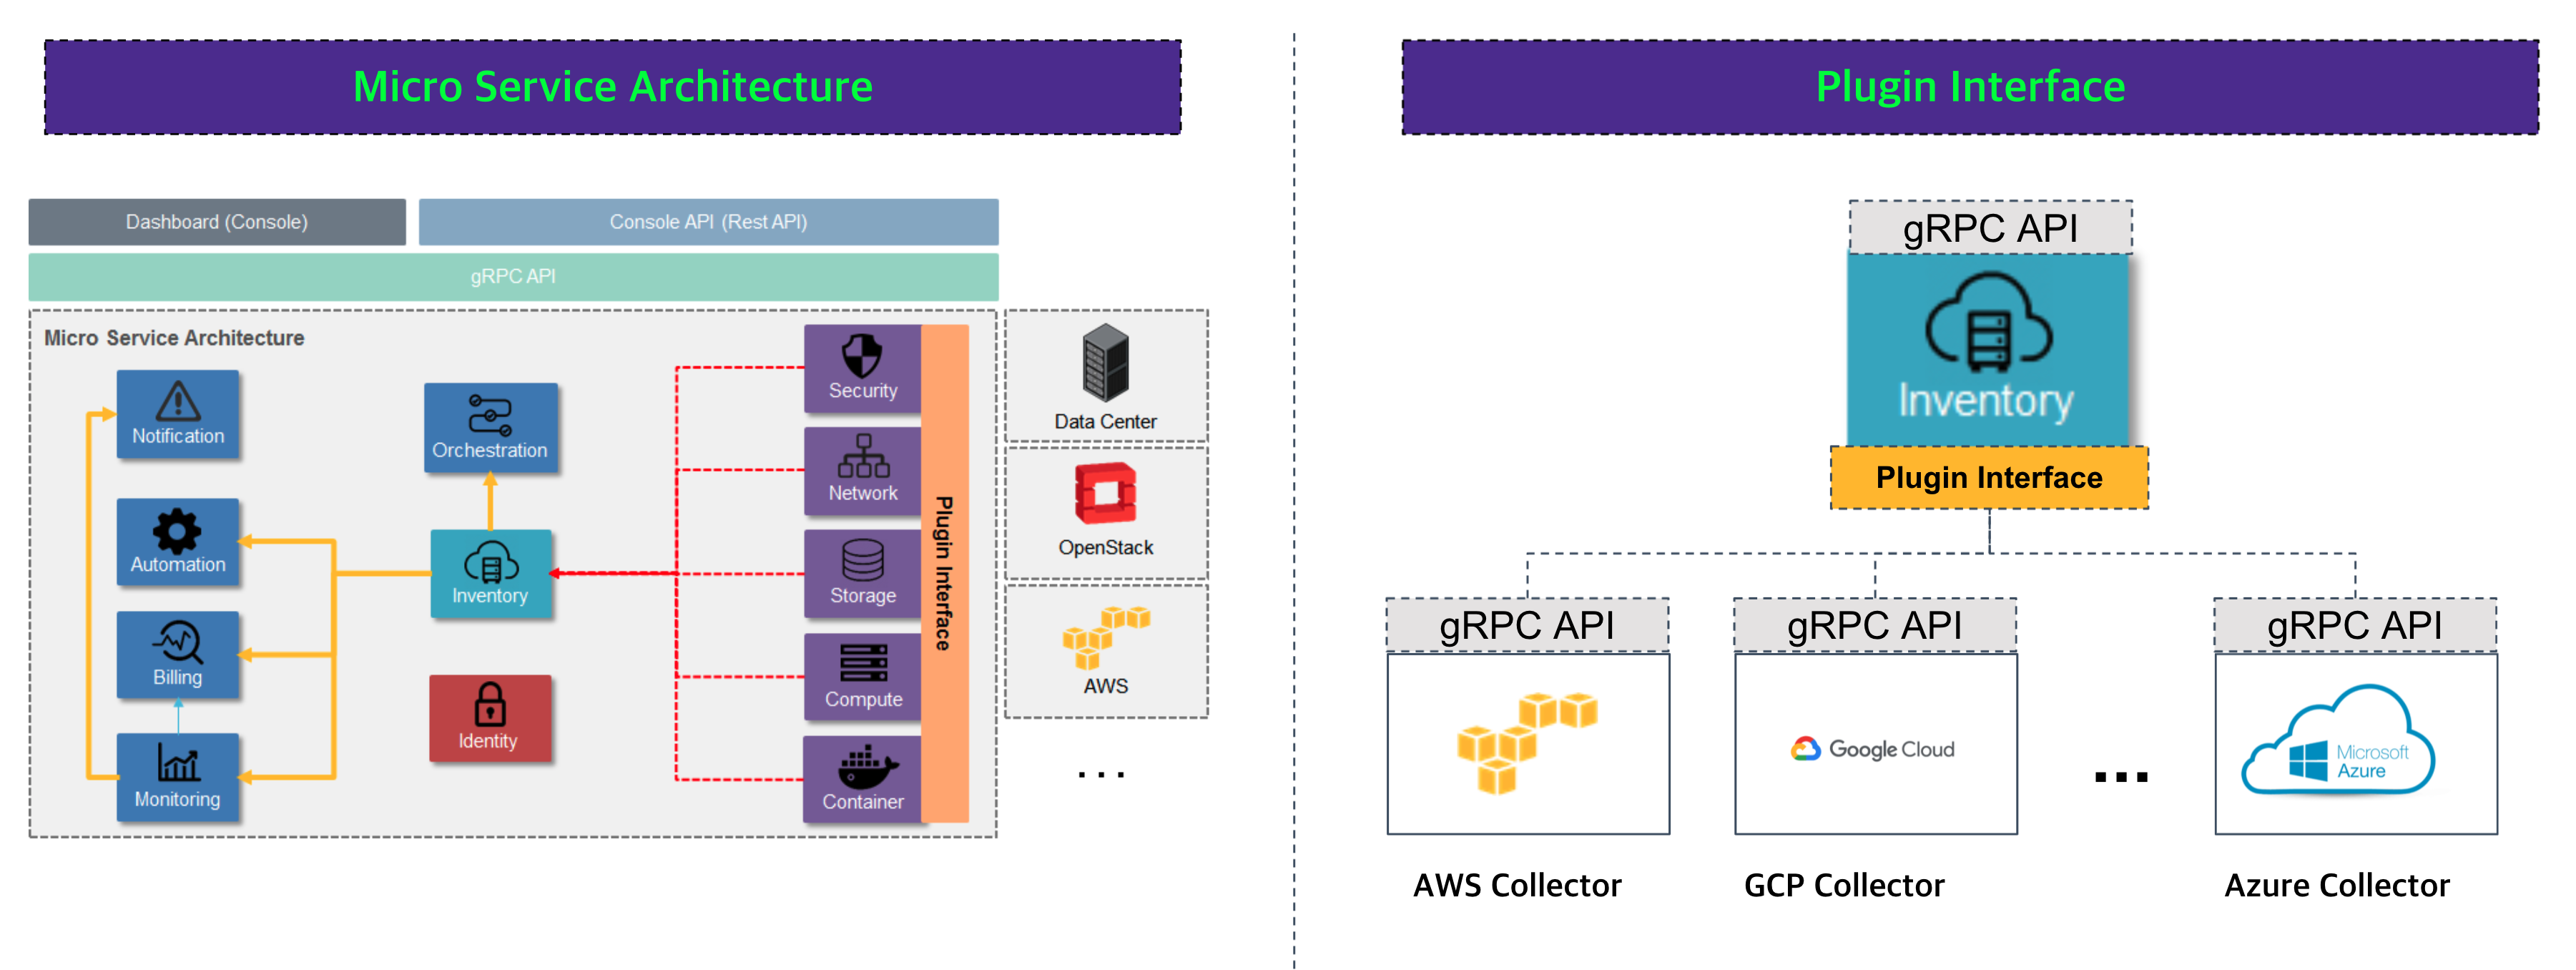 Micro Service Architecture
Plugin Interface
Dashboard (Console)
Console API (Rest API)
gRPC API
Micro Service Architecture
Notification
Automation
Billing
Monitoring
Orchestration
Inventory
Identity
Security
Network
Storage
Compute
Container
Plugin Interface
Data Center
OpenStack
AWS
...
gRPC API
Inventory
Plugin Interface
gRPC API
gRPC API
gRPC API
Google Cloud
...
Microsoft
Azure
AWS Collector
GCP Collector
Azure Collector